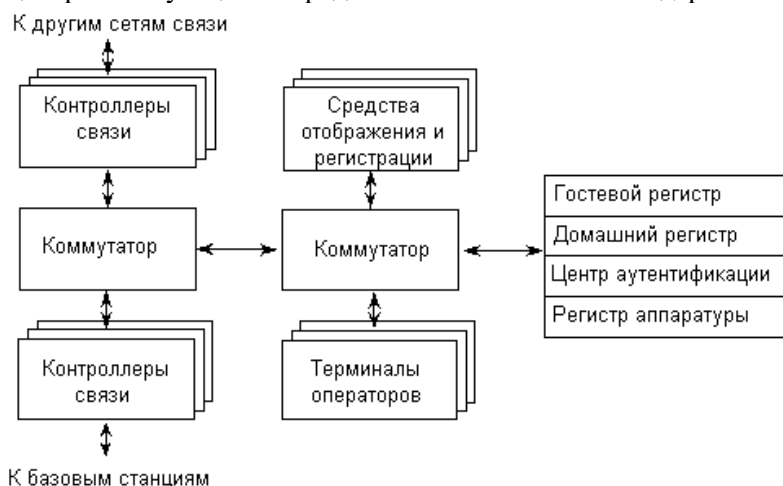 К другим сетям связи
Контроллеры
связи
Средства
отображения и
регистрации
Коммутатор
Коммутатор
Гостевой регистр
Домашний регистр
Центр аутентификации
Регистр аппаратуры
Контроллеры
связи
Терминалы
операторов
К базовым станциям